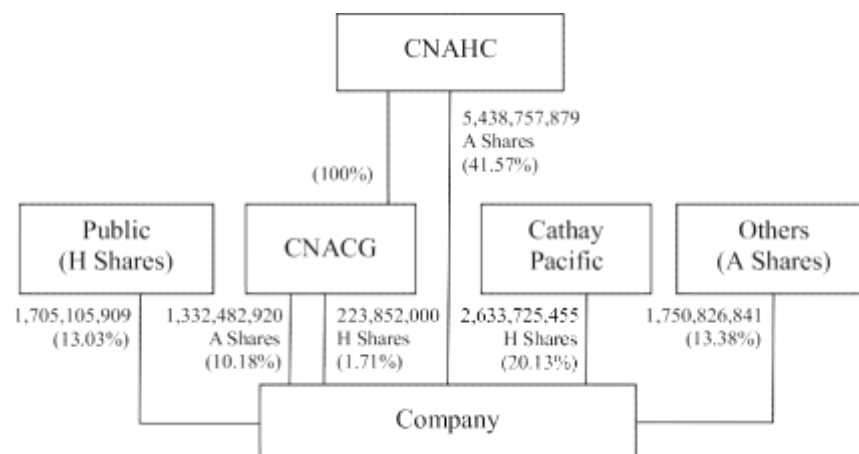 CNAHC
5,438,757,879
A Shares
(41.57%)
(100%)
Public
(H Shares)
CNACG
Cathay
Pacific
Others
(A Shares)
1,705,105,909
(13.03%)
1,332,482,920
A Shares
(10.18%)
223,852,000
H Shares
(1.71%)
2,633,725,455
H Shares
(20.13%)
1,750,826,841
(13.38%)
Company